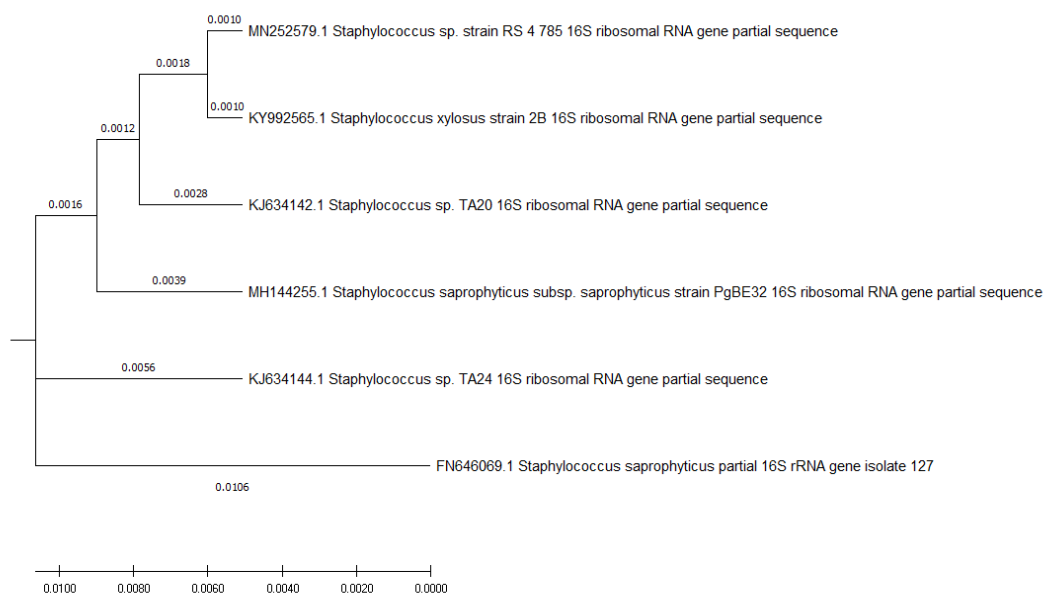 0.0010
MN252579.1 Staphylococcus sp. strain RS 4 785 16S ribosomal RNA gene partial sequence
0.0018
0.0010
KY992565.1 Staphylococcus xylosus strain 2B 16S ribosomal RNA gene partial sequence
0.0012
0.0028
KJ634142.1 Staphylococcus sp. TA20 16S ribosomal RNA gene partial sequence
0.0016
0.0039
MH144255.1 Staphylococcus saprophyticus subsp. saprophyticus strain PgBE32 16S ribosomal RNA gene partial sequence
0.0056
KJ634144.1 Staphylococcus sp. TA24 16S ribosomal RNA gene partial sequence
FN646069.1 Staphylococcus saprophyticus partial 16S rRNA gene isolate 127
0.0106
0.0100 0.0080 0.0060 0.0040 0.0020 0.0000